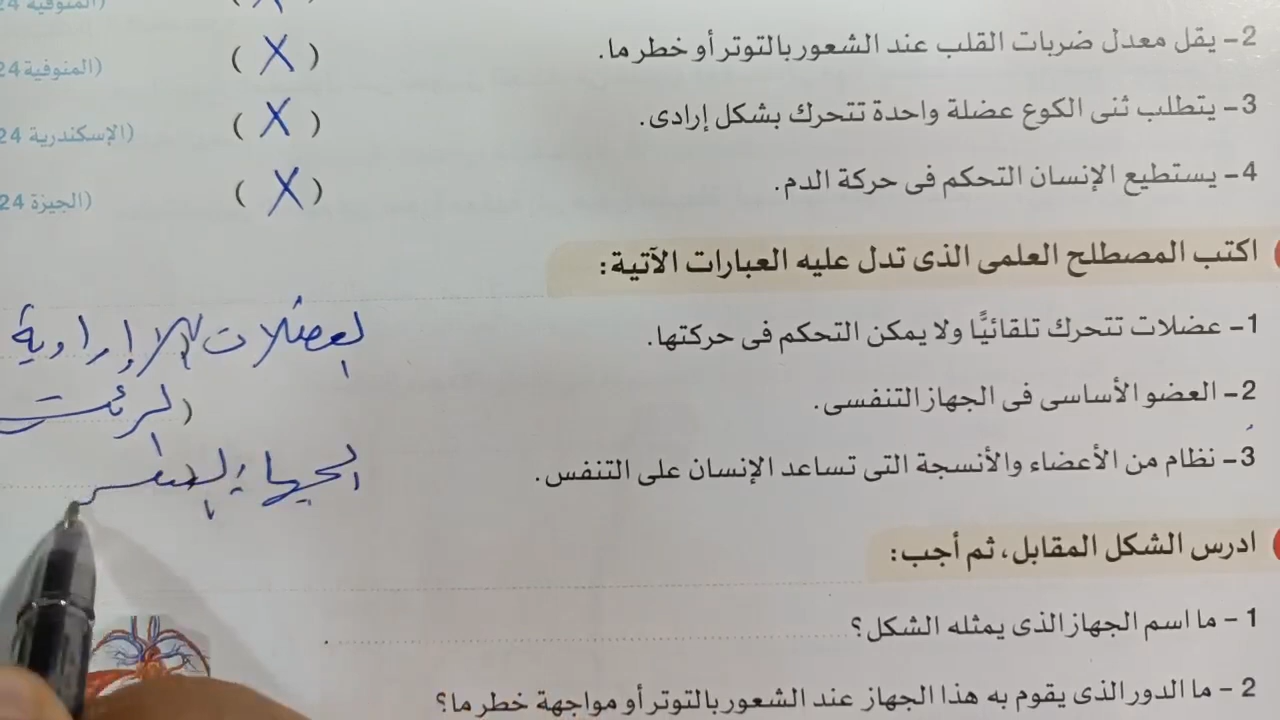 (المنوفية 24
2- يقل معدل ضربات القلب عند الشعور بالتوتر أو خطر ما. ( X ) (المنوفية 24
3- يتطلب ثنى الكوع عضلة واحدة تتحرك بشكل إرادى. ( X ) (الإسكندرية 24
4- يستطيع الإنسان التحكم فى حركة الدم. ( X ) (الجيزة 24
اكتب المصطلح العلمى الذى تدل عليه العبارات الآتية:
1- عضلات تتحرك تلقائيًّا ولا يمكن التحكم فى حركتها. العضلات اللاإرادية
2- العضو الأساسى فى الجهاز التنفسى.
3- نظام من الأعضاء والأنسجة التى تساعد الإنسان على التنفس. الجهاز
ادرس الشكل المقابل، ثم أجب:
1- ما اسم الجهاز الذى يمثله الشكل؟
2- ما الدور الذى يقوم به هذا الجهاز عند الشعور بالتوتر أو مواجهة خطر ما؟